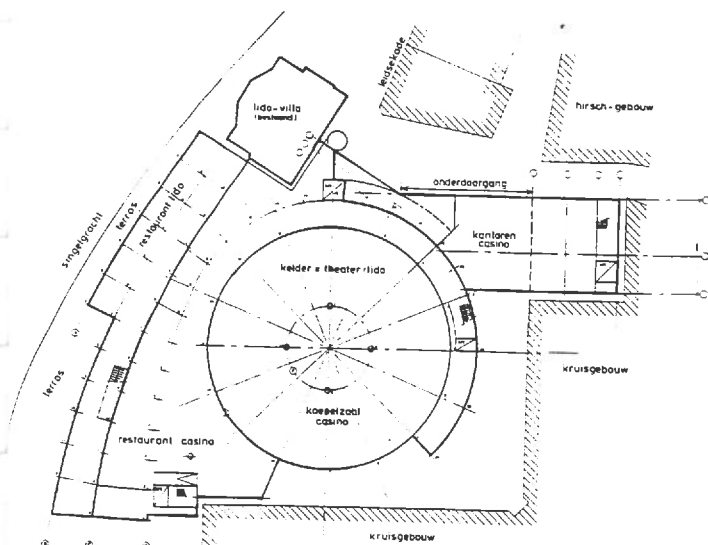 leidsekade
hirsch-gebouw
lido-villa
(bestaand)
onderdoorgang
terras
restaurant lido
singelgracht
kantoren
casino
kelder = theater lido
kruisgebouw
terras
koepelzaal
casino
restaurant casino
kruisgebouw